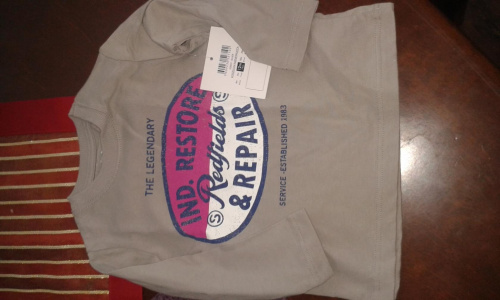 THE LEGENDARY
IND. RESTORE
S Redfields S
& REPAIR
SERVICE-ESTABLISHED 1983